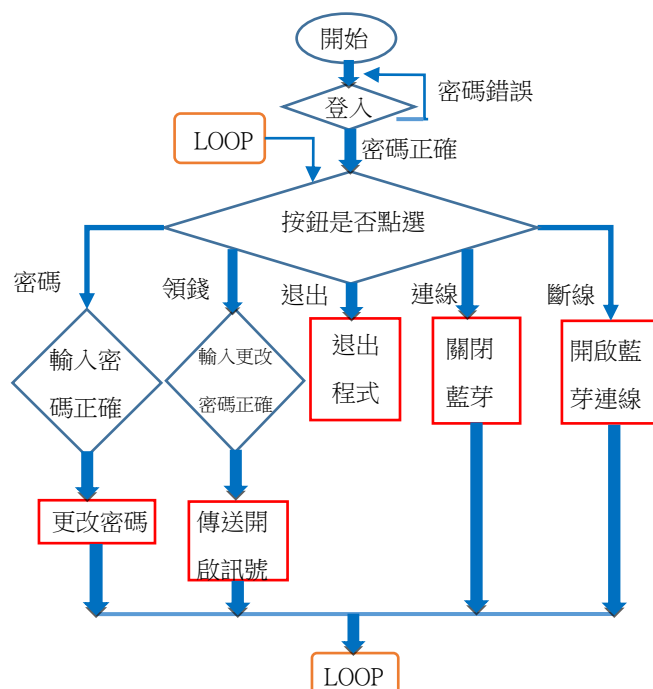 開始
密碼錯誤
登入
LOOP
密碼正確
按鈕是否點選
密碼
領錢
退出
連線
斷線
輸入密
碼正確
輸入更改
密碼正確
退出
程式
關閉
藍芽
開啟藍
芽連線
更改密碼
傳送開
啟訊號
LOOP